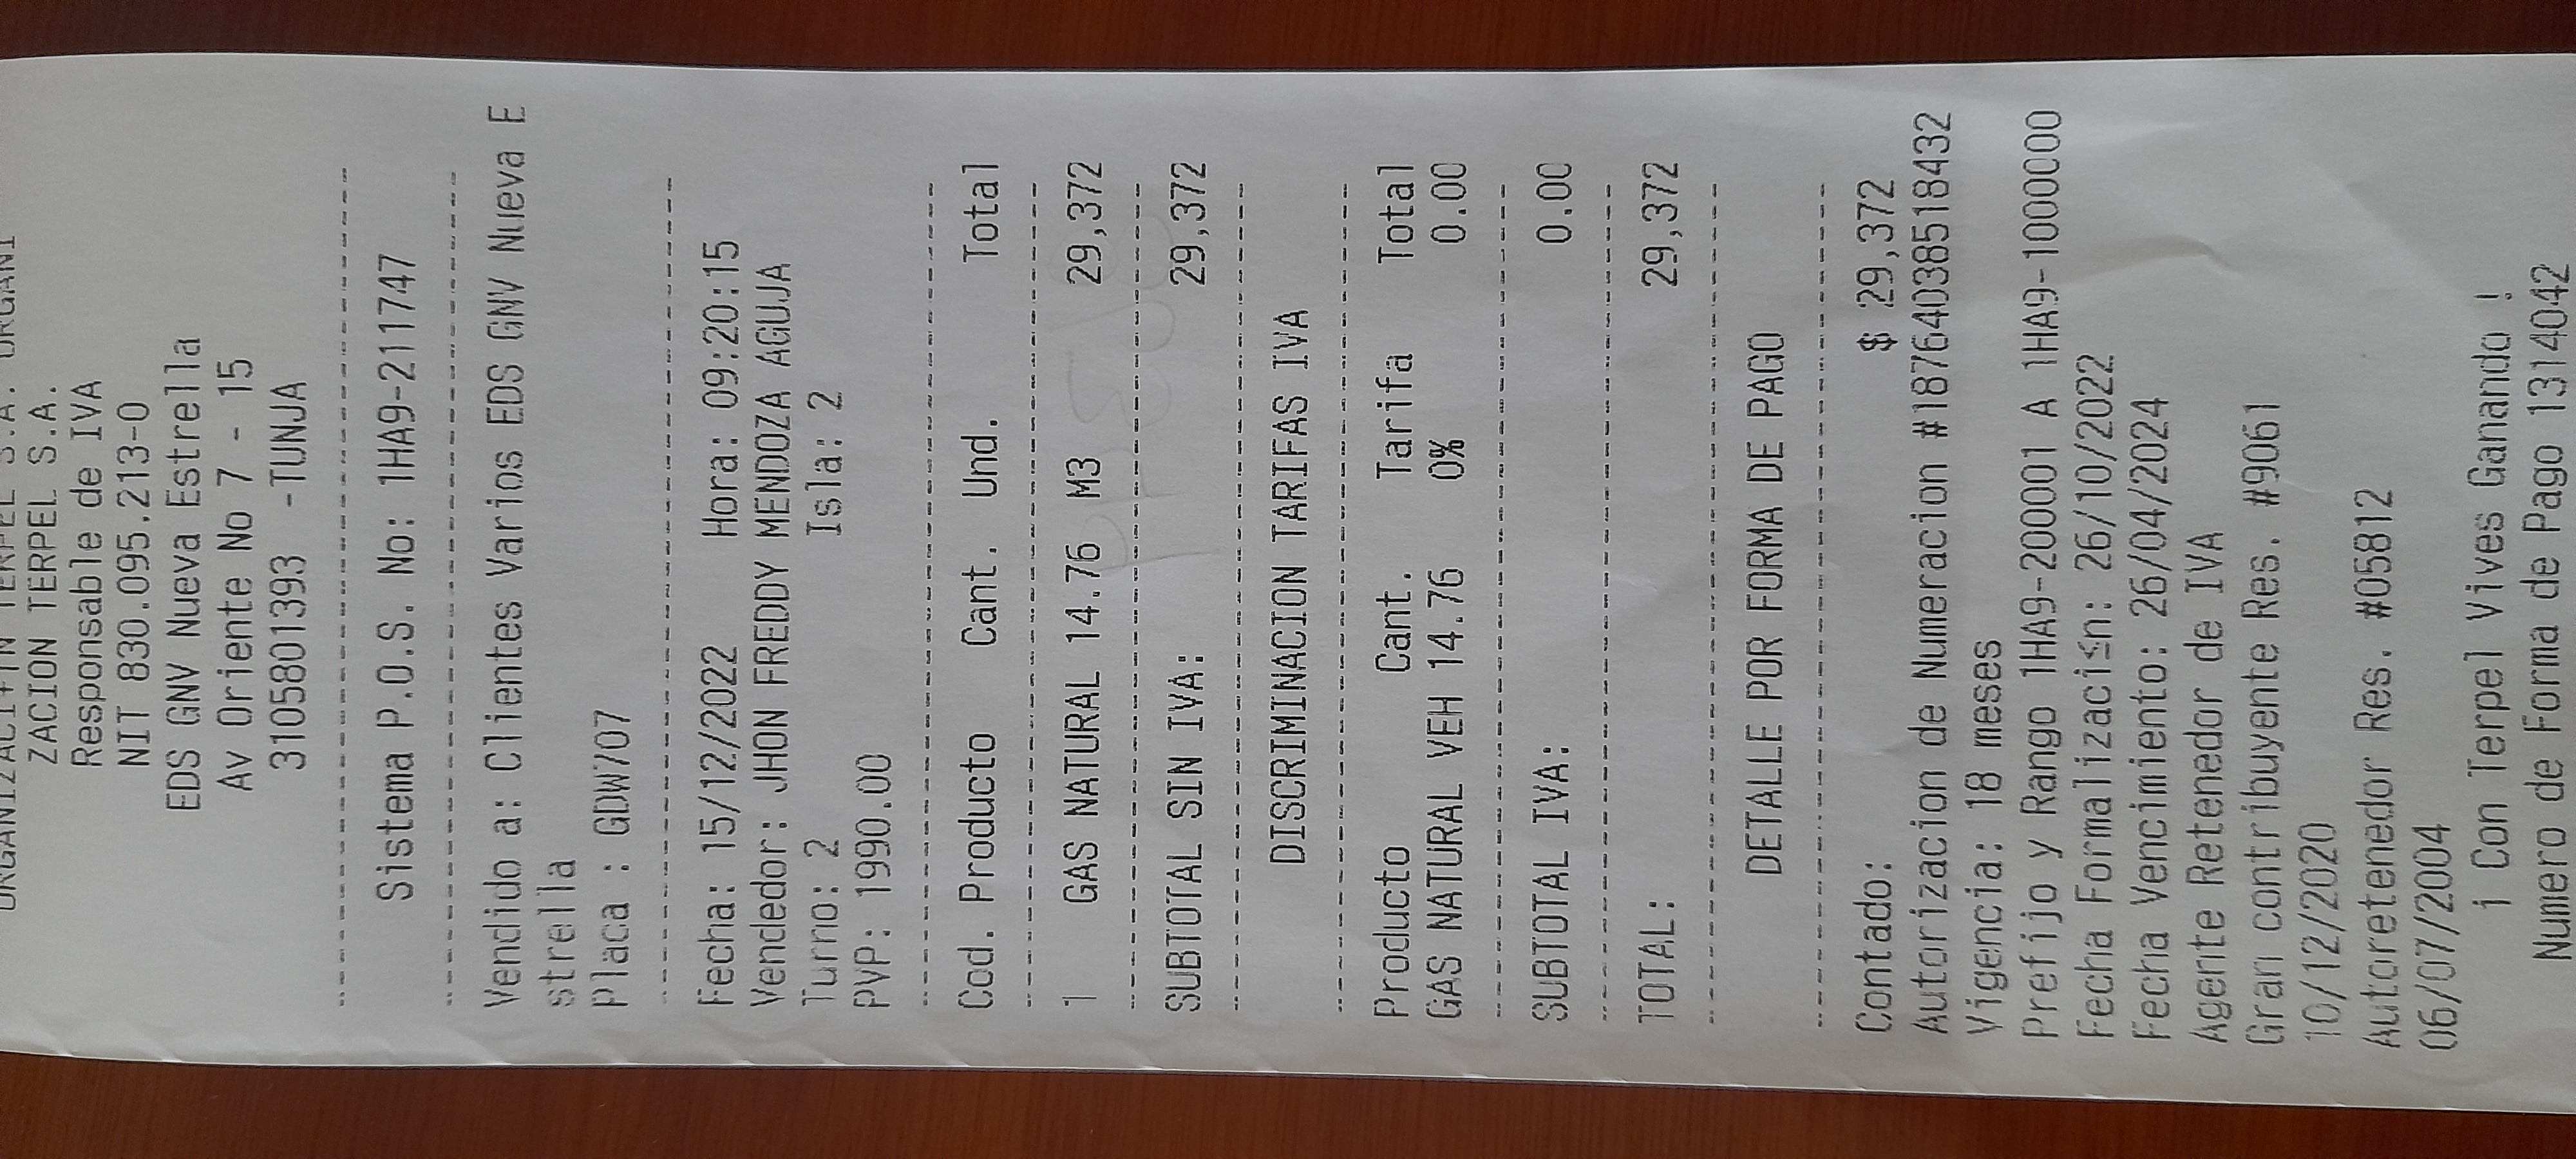 ORGANIZACI+N TERPEL S.A. ORGANI
ZACION TERPEL S.A.
Responsable de IVA
NIT 830.095.213-0
EDS GNV Nueva Estrella
Av Oriente No 7 - 15
3105801393 -TUNJA
Sistema P.O.S. No: 1HA9-211747
Vendido a: Clientes Varios EDS GNV Nueva E
strella
Placa : GDW707
Fecha: 15/12/2022 Hora: 09:20:15
Vendedor: JHON FREDDY MENDOZA AGUJA
Turno: 2 Isla: 2
PVP: 1990.00
Cod. Producto Cant. Und. Total
1 GAS NATURAL 14.76 M3 29,372
SUBTOTAL SIN IVA: 29,372
DISCRIMINACION TARIFAS IVA
Producto Cant. Tarifa Total
GAS NATURAL VEH 14.76 0% 0.00
SUBTOTAL IVA: 0.00
TOTAL: 29,372
DETALLE POR FORMA DE PAGO
Contado: $ 29,372
Autorizacion de Numeracion #18764038518432
Vigencia: 18 meses
Prefijo y Rango 1HA9-200001 A 1HA9-1000000
Fecha Formalizaci≤n: 26/10/2022
Fecha Vencimiento: 26/04/2024
Agente Retenedor de IVA
Gran contribuyente Res. #9061
10/12/2020
Autoretenedor Res. #05812
06/07/2004
¡ Con Terpel Vives Ganando !
Numero de Forma de Pago 1314042